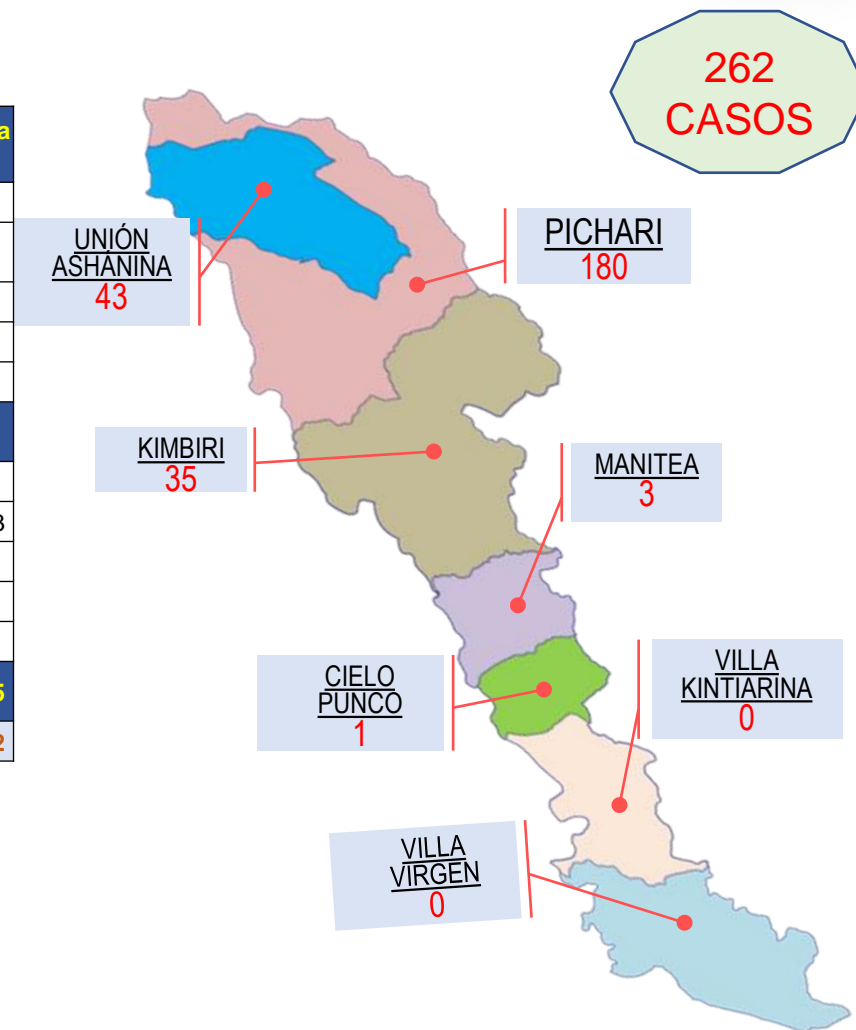 262
CASOS
a
UNIÓN
ASHÁNINA
43
PICHARI
180
KIMBIRI
35
MANITEA
3
CIELO
PUNCO
1
VILLA
KINTIARINA
0
VILLA
VIRGEN
0